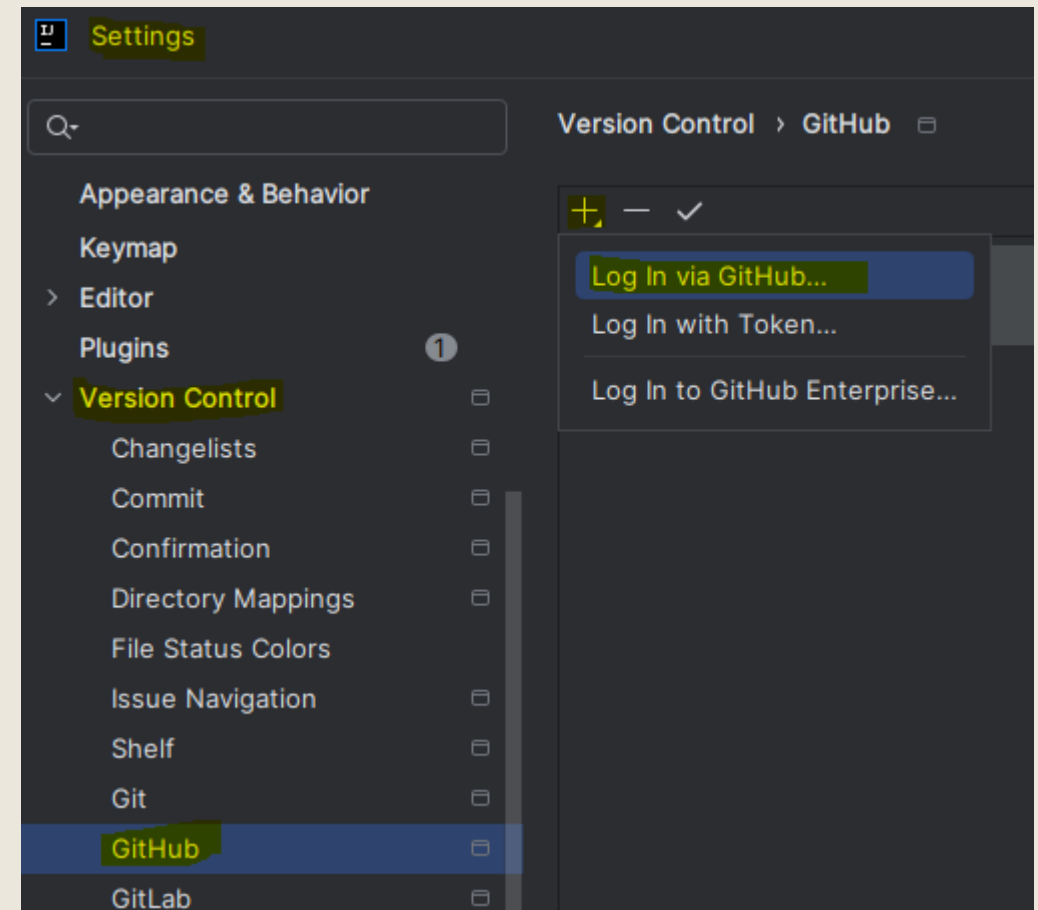 Settings
Version Control › GitHub
Appearance & Behavior
Keymap
Editor
Plugins 1
Version Control
Changelists
Commit
Confirmation
Directory Mappings
File Status Colors
Issue Navigation
Shelf
Git
GitHub
GitLab
Log In via GitHub...
Log In with Token...
Log In to GitHub Enterprise...